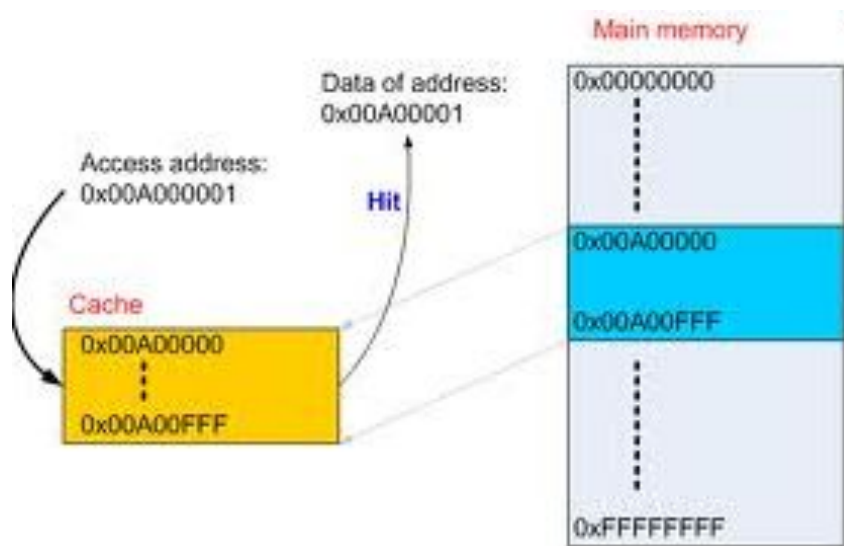 Main memory
Data of address:
0x00A00001
0x00000000
Access address:
0x00A000001
Hit
0x00A00000
Cache
0x00A00000
0x00A00FFF
0x00A00FFF
0xFFFFFFFF